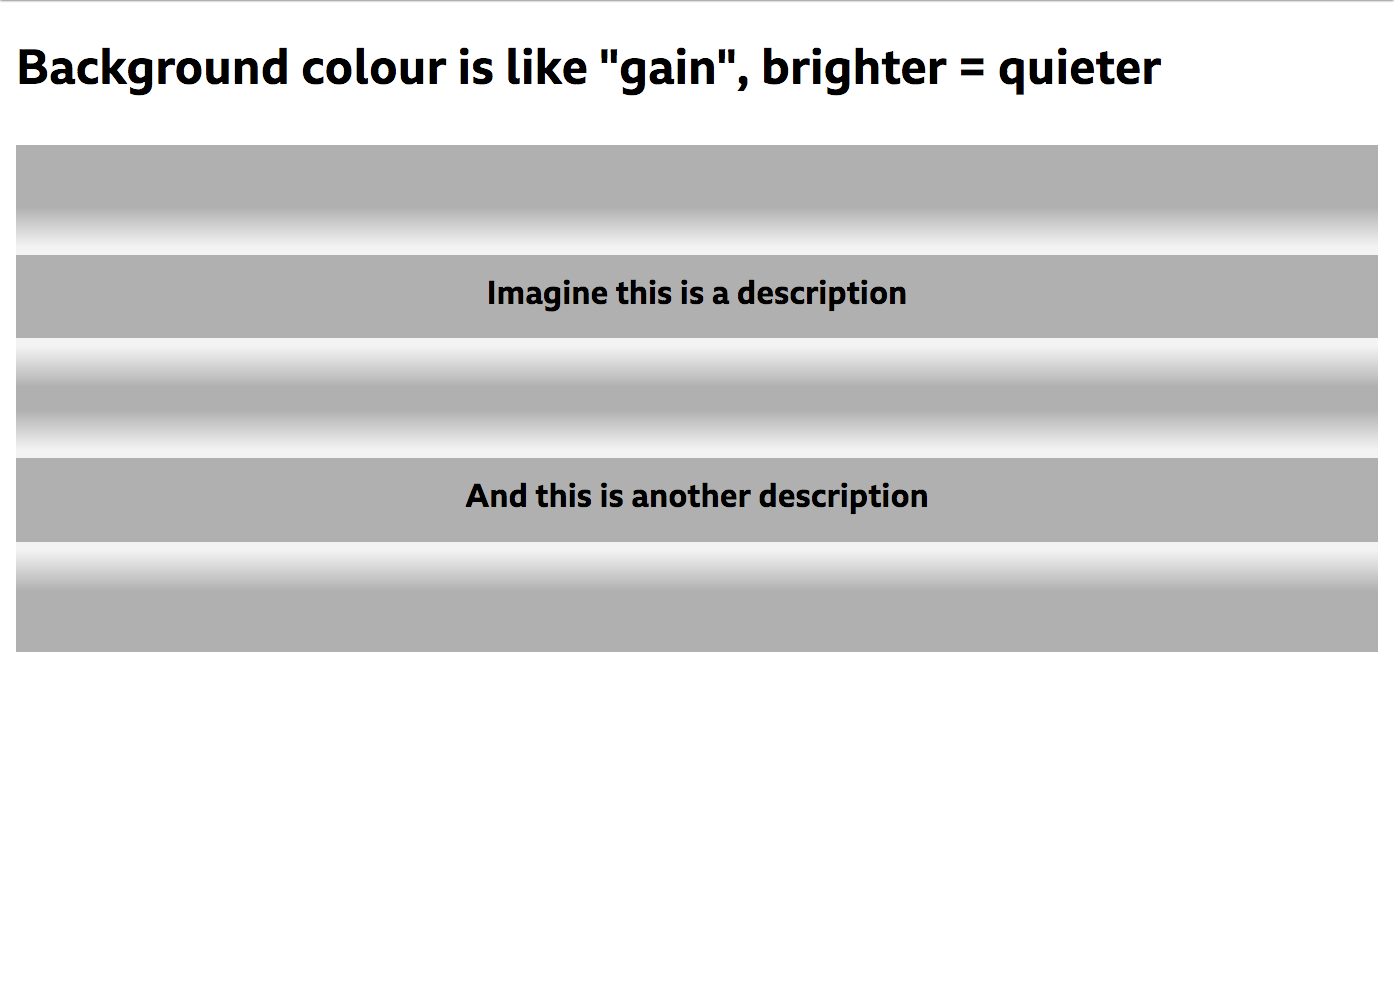 Background colour is like "gain", brighter = quieter
Imagine this is a description
And this is another description